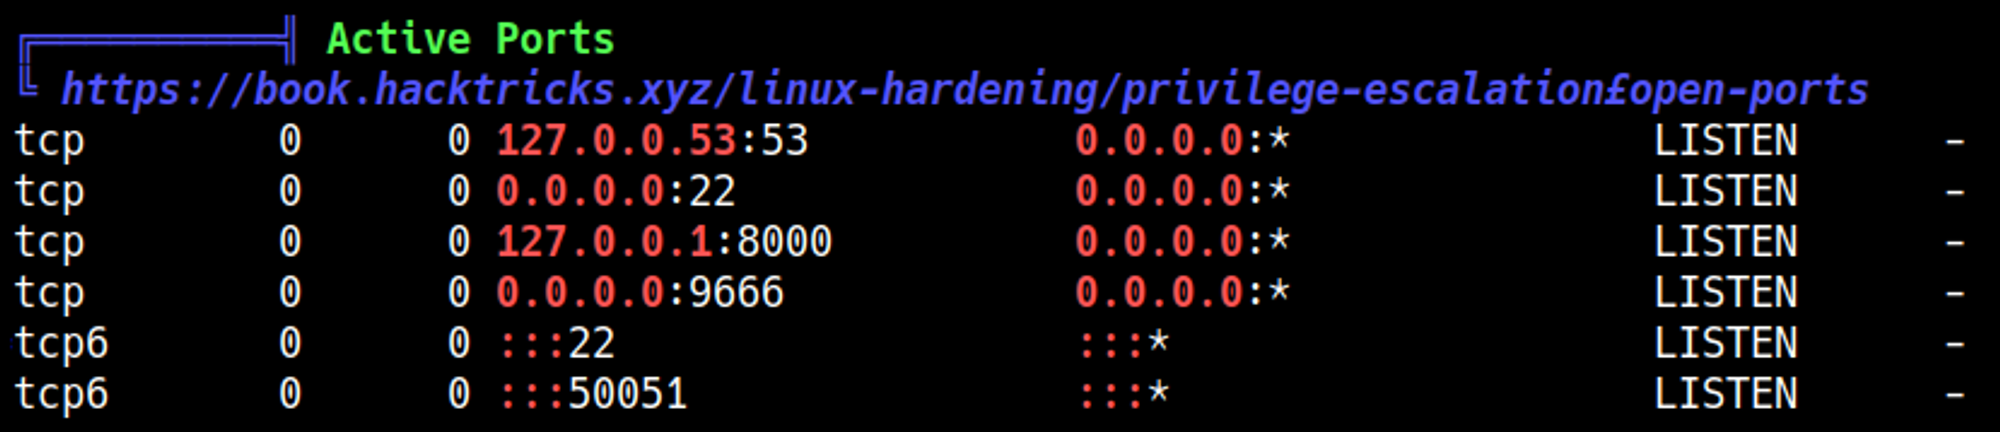 ╔══════════╣ Active Ports
╚ https://book.hacktricks.xyz/linux-hardening/privilege-escalation£open-ports
tcp        0      0 127.0.0.53:53           0.0.0.0:*               LISTEN      -
tcp        0      0 0.0.0.0:22              0.0.0.0:*               LISTEN      -
tcp        0      0 127.0.0.1:8000          0.0.0.0:*               LISTEN      -
tcp        0      0 0.0.0.0:9666            0.0.0.0:*               LISTEN      -
tcp6       0      0 :::22                   :::*                    LISTEN      -
tcp6       0      0 :::50051                :::*                    LISTEN      -